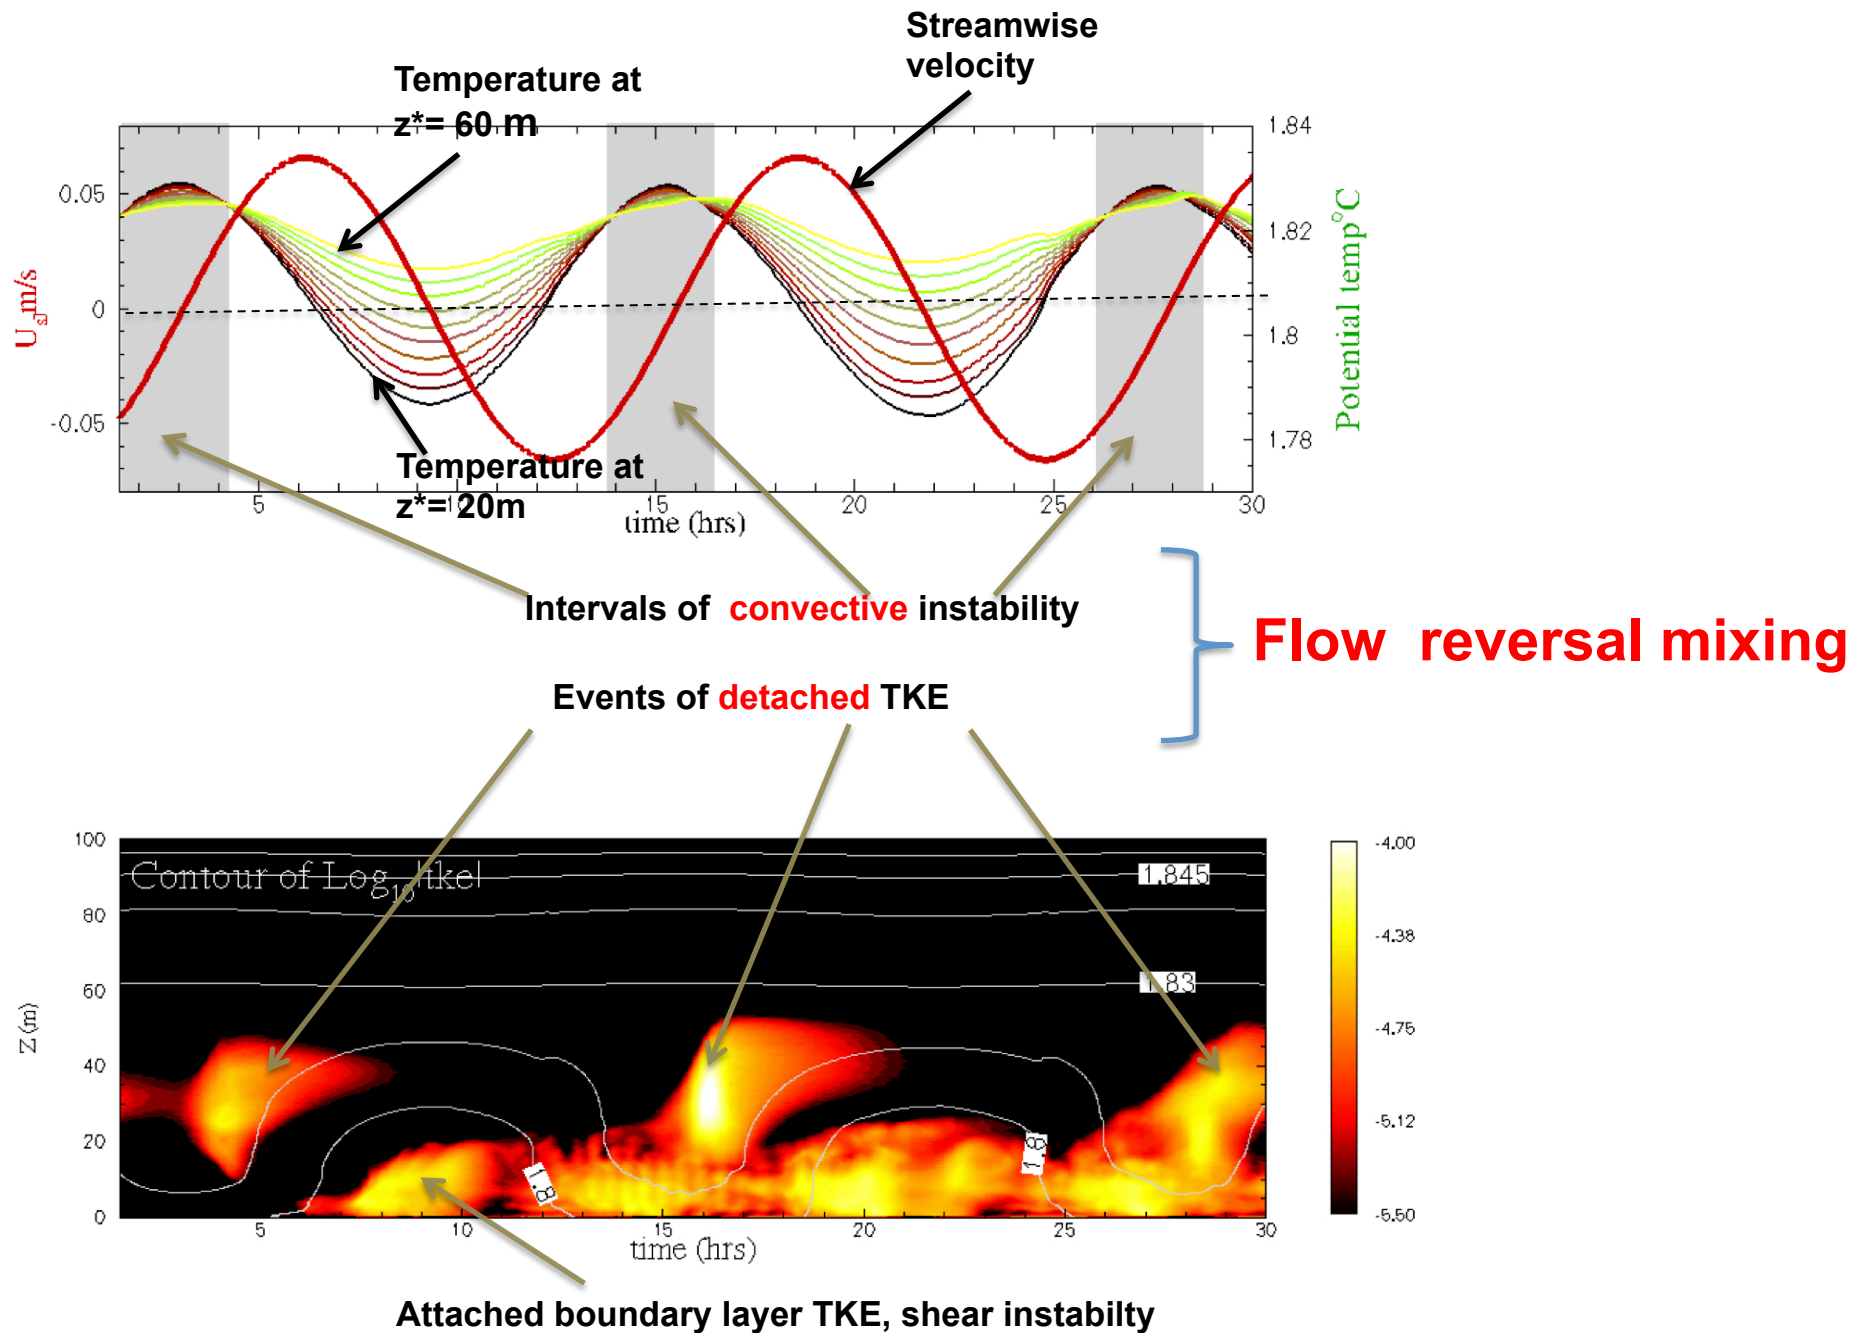 Streamwise
velocity
Temperature at
z*= 60 m
U_s,m/s
0.05
0
-0.05
1.84
1.82
1.8
1.78
Potential temp°C
Temperature at
z*= 20m
5
10
15
20
25
30
time (hrs)
Intervals of convective instability
Flow reversal mixing
Events of detached TKE
Contour of Log10|tke|
Z (m)
100
80
60
40
20
0
1.845
1.83
1.8
1.8
5
10
15
20
25
30
time (hrs)
-4.00
-4.38
-4.75
-5.12
-5.50
Attached boundary layer TKE, shear instabilty